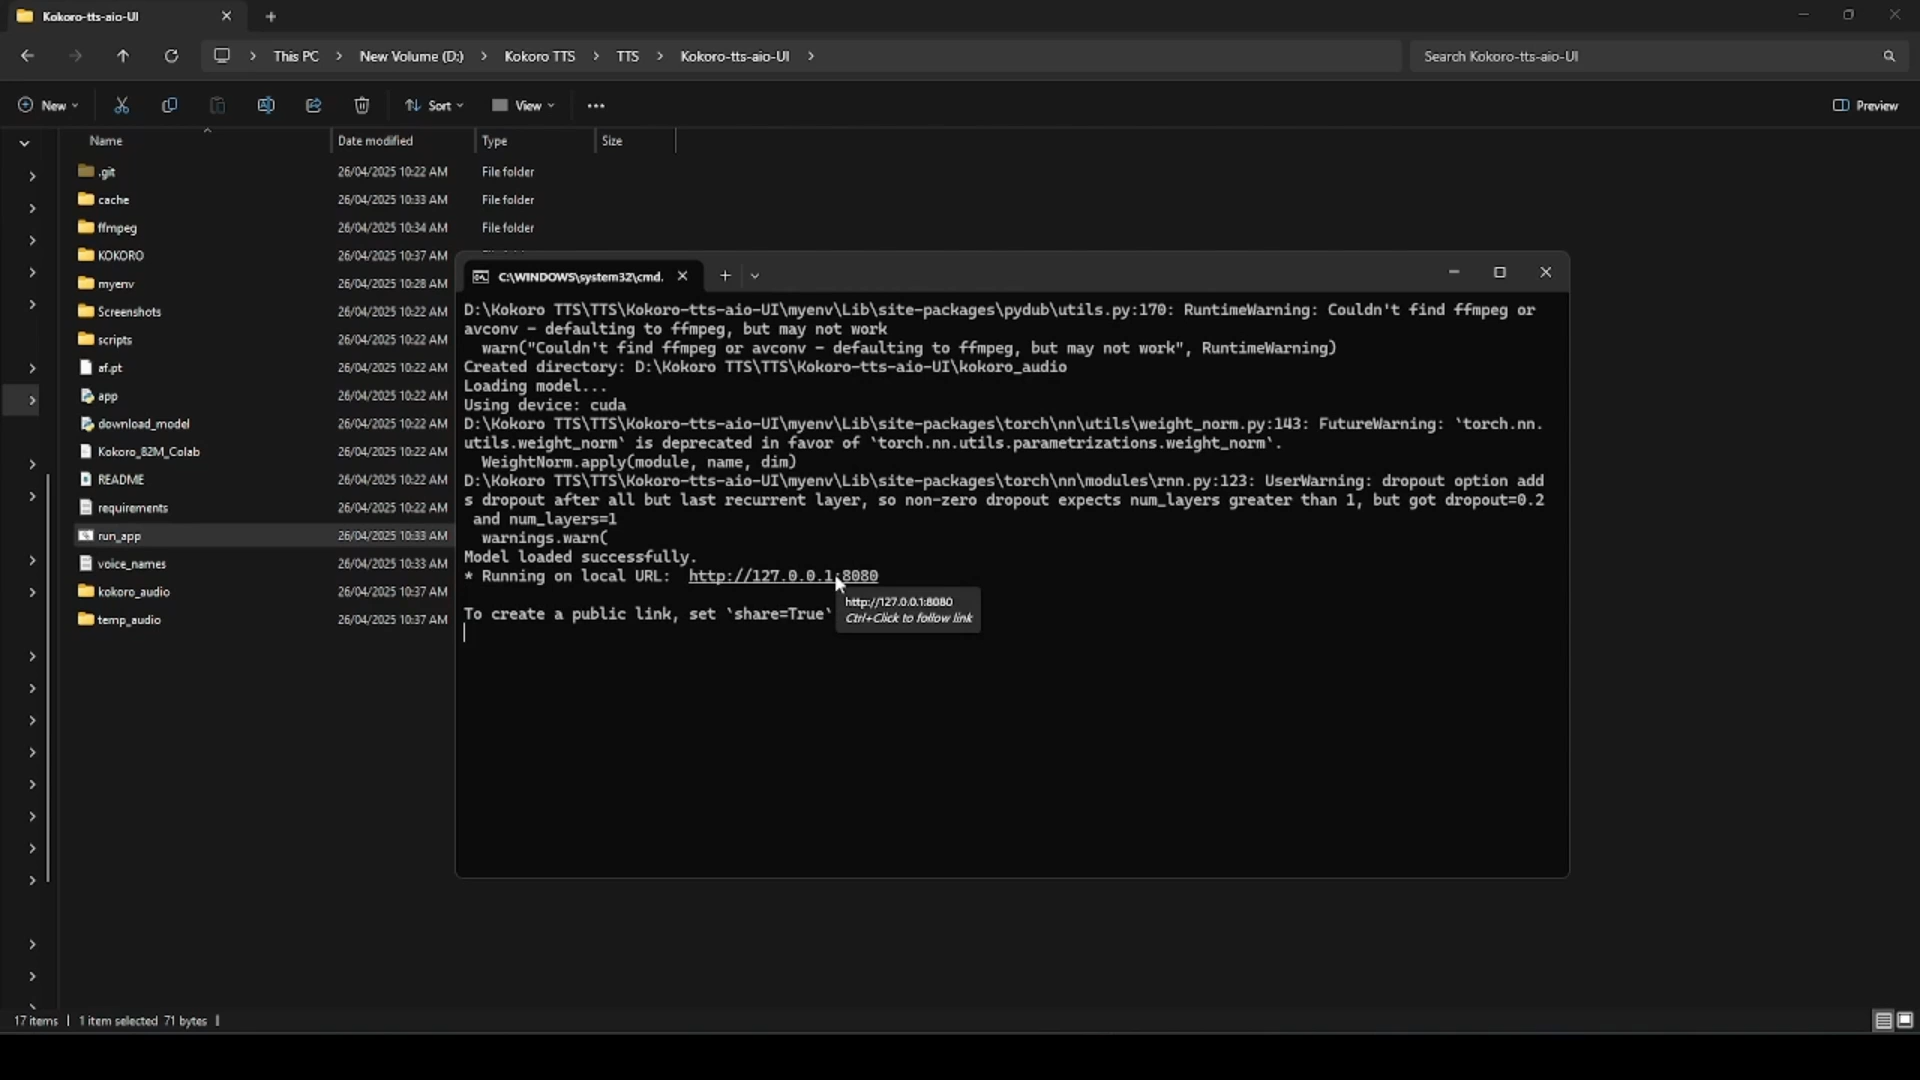 Kokoro-tts-aio-UI
This PC > New Volume (D:) > Kokoro TTS > TTS > Kokoro-tts-aio-UI >
Search Kokoro-tts-aio-UI
New
Sort
View
Preview
Name Date modified Type Size
.git 26/04/2025 10:22 AM File folder
cache 26/04/2025 10:33 AM File folder
ffmpeg 26/04/2025 10:34 AM File folder
KOKORO 26/04/2025 10:37 AM
myenv 26/04/2025 10:28 AM
Screenshots 26/04/2025 10:22 AM
scripts 26/04/2025 10:22 AM
af.pt 26/04/2025 10:22 AM
app 26/04/2025 10:22 AM
download_model 26/04/2025 10:22 AM
Kokoro_82M_Colab 26/04/2025 10:22 AM
README 26/04/2025 10:22 AM
requirements 26/04/2025 10:22 AM
run_app 26/04/2025 10:33 AM
voice_names 26/04/2025 10:33 AM
kokoro_audio 26/04/2025 10:37 AM
temp_audio 26/04/2025 10:37 AM
C:\WINDOWS\system32\cmd.
D:\Kokoro TTS\TTS\Kokoro-tts-aio-UI\myenv\Lib\site-packages\pydub\utils.py:170: RuntimeWarning: Couldn't find ffmpeg or
avconv - defaulting to ffmpeg, but may not work
warn("Couldn't find ffmpeg or avconv - defaulting to ffmpeg, but may not work", RuntimeWarning)
Created directory: D:\Kokoro TTS\TTS\Kokoro-tts-aio-UI\kokoro_audio
Loading model...
Using device: cuda
D:\Kokoro TTS\TTS\Kokoro-tts-aio-UI\myenv\Lib\site-packages\torch\nn\utils\weight_norm.py:143: FutureWarning: `torch.nn.
utils.weight_norm` is deprecated in favor of `torch.nn.utils.parametrizations.weight_norm`.
WeightNorm.apply(module, name, dim)
D:\Kokoro TTS\TTS\Kokoro-tts-aio-UI\myenv\Lib\site-packages\torch\nn\modules\rnn.py:123: UserWarning: dropout option add
s dropout after all but last recurrent layer, so non-zero dropout expects num_layers greater than 1, but got dropout=0.2
and num_layers=1
warnings.warn(
Model loaded successfully.
* Running on local URL: http://127.0.0.1:8080
To create a public link, set `share=True`
http://127.0.0.1:8080
Ctrl+Click to follow link
17 items | 1 item selected 71 bytes |